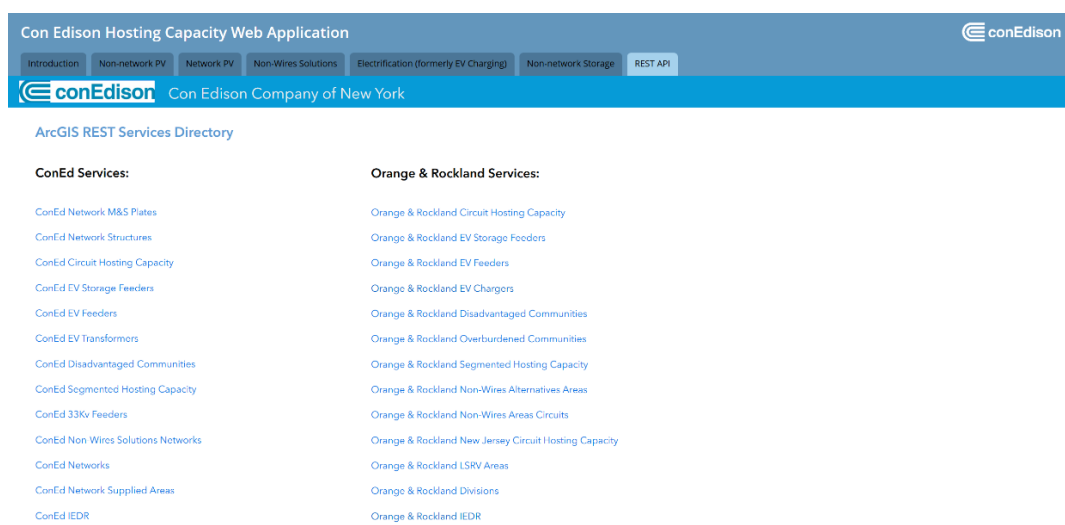 Con Edison Hosting Capacity Web Application
conEdison
Introduction
Non-network PV
Network PV
Non-Wires Solutions
Electrification (formerly EV Charging)
Non-network Storage
REST API
conEdison Con Edison Company of New York
ArcGIS REST Services Directory
ConEd Services:
ConEd Network M&S Plates
ConEd Network Structures
ConEd Circuit Hosting Capacity
ConEd EV Storage Feeders
ConEd EV Feeders
ConEd EV Transformers
ConEd Disadvantaged Communities
ConEd Segmented Hosting Capacity
ConEd 33Kv Feeders
ConEd Non Wires Solutions Networks
ConEd Networks
ConEd Network Supplied Areas
ConEd IEDR
Orange & Rockland Services:
Orange & Rockland Circuit Hosting Capacity
Orange & Rockland EV Storage Feeders
Orange & Rockland EV Feeders
Orange & Rockland EV Chargers
Orange & Rockland Disadvantaged Communities
Orange & Rockland Overburdened Communities
Orange & Rockland Segmented Hosting Capacity
Orange & Rockland Non-Wires Alternatives Areas
Orange & Rockland Non-Wires Areas Circuits
Orange & Rockland New Jersey Circuit Hosting Capacity
Orange & Rockland LSRV Areas
Orange & Rockland Divisions
Orange & Rockland IEDR